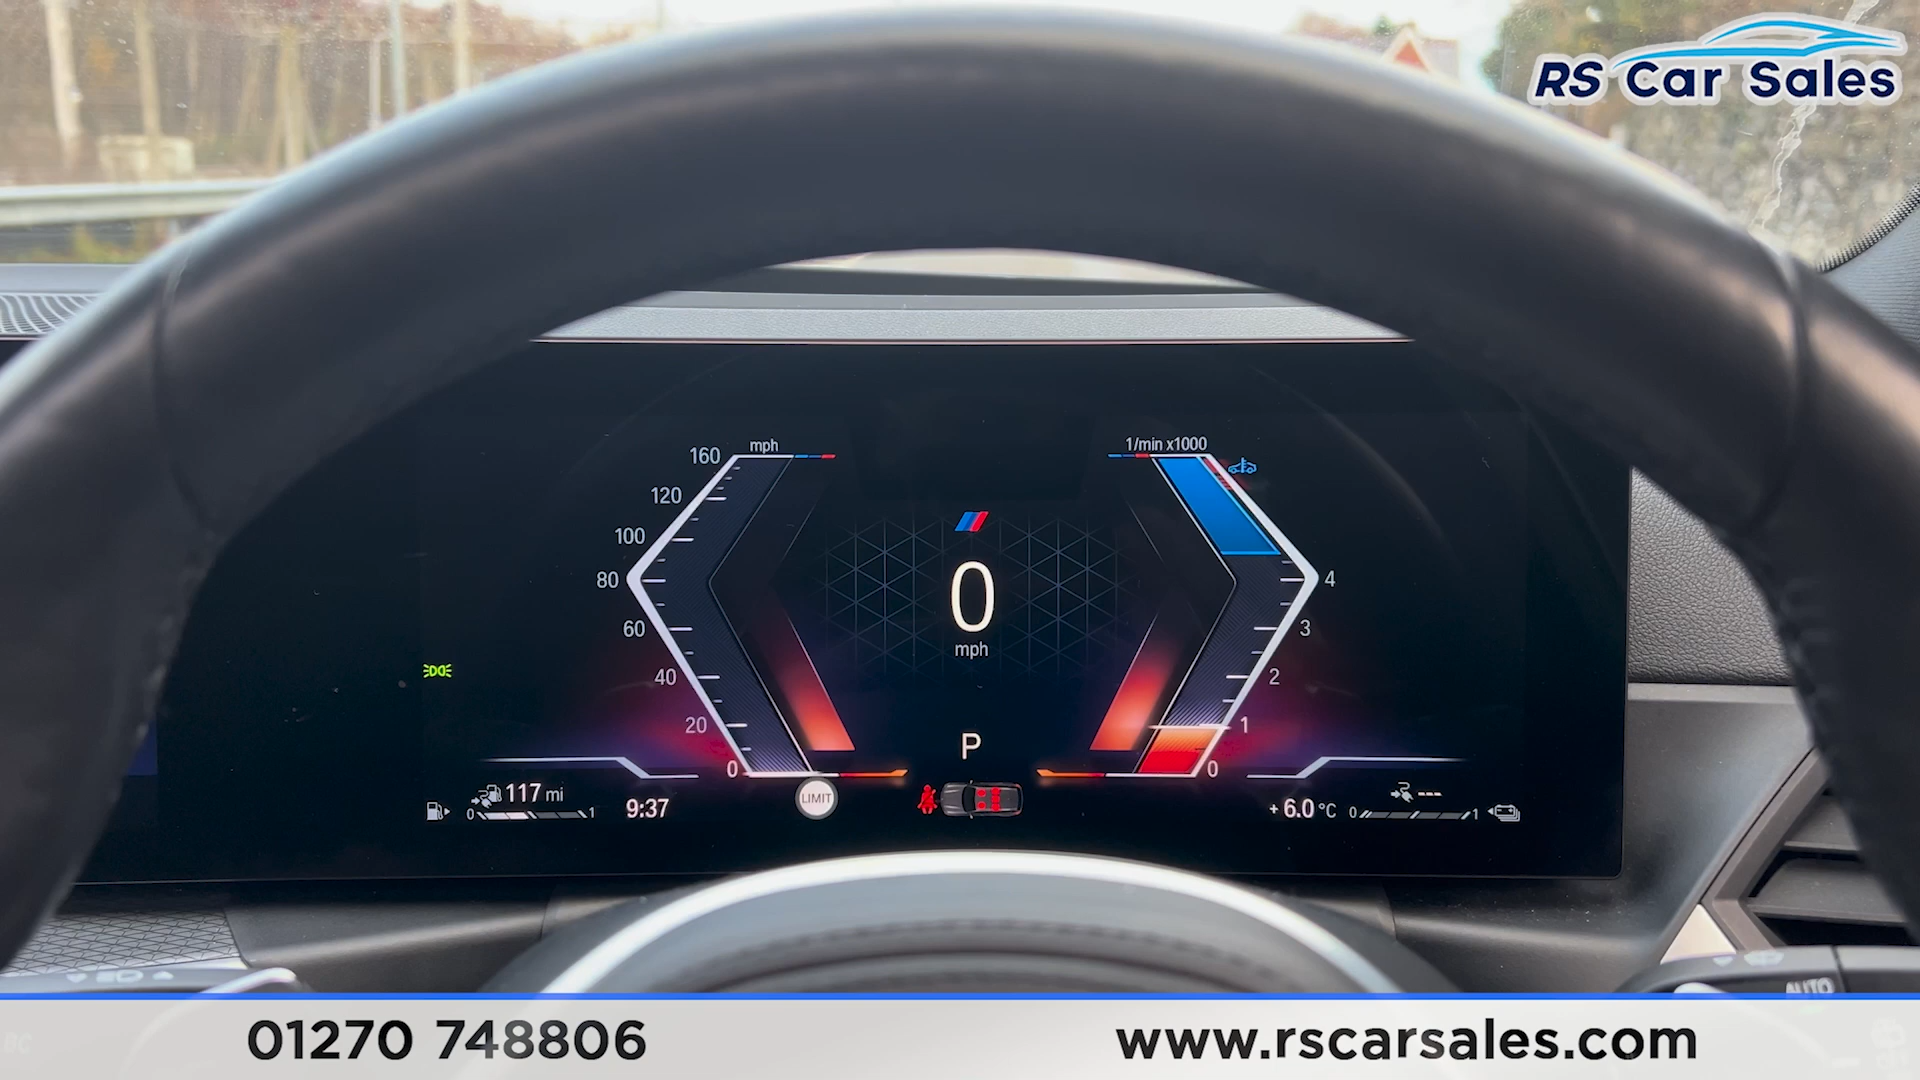 RS Car Sales
mph
1/min x1000
160
120
100
80
60
40
20
0
0
mph
P
4
3
2
1
0
117 mi
0 1
9:37
LIMIT
+ 6.0 °C
---
0 1
AUTO
01270 748806
www.rscarsales.com